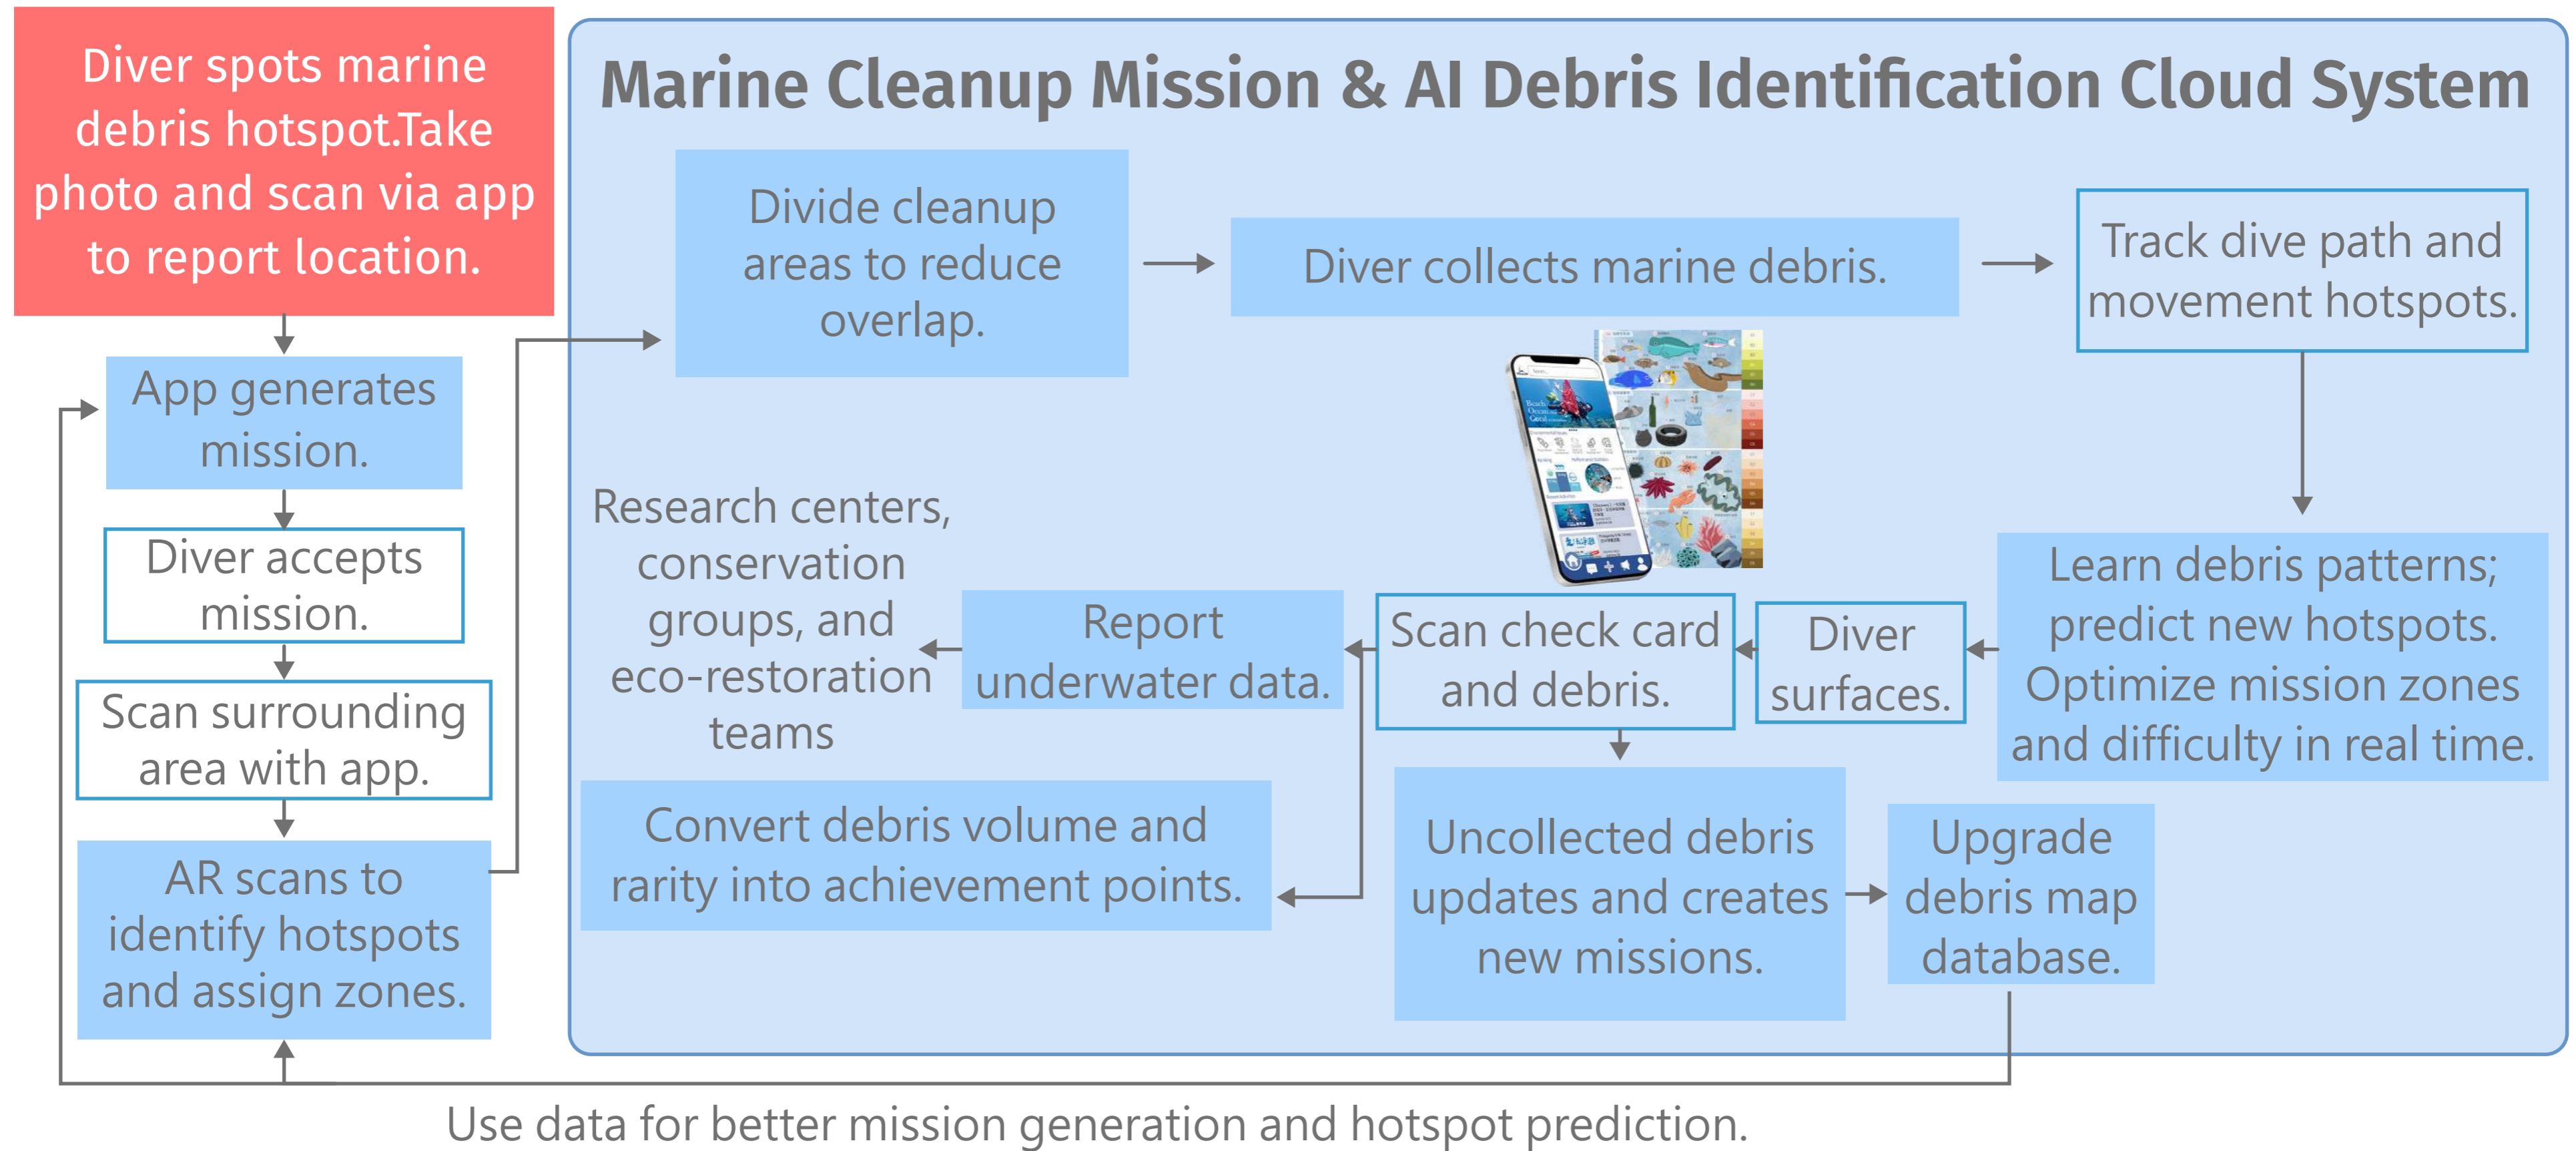 Diver spots marine
debris hotspot.Take
photo and scan via app
to report location.
App generates
mission.
Diver accepts
mission.
Scan surrounding
area with app.
AR scans to
identify hotspots
and assign zones.
Marine Cleanup Mission & AI Debris Identification Cloud System
Divide cleanup
areas to reduce
overlap.
Diver collects marine debris.
Track dive path and
movement hotspots.
Learn debris patterns;
predict new hotspots.
Optimize mission zones
and difficulty in real time.
Diver
surfaces.
Scan check card
and debris.
Report
underwater data.
Research centers,
conservation
groups, and
eco-restoration
teams
Convert debris volume and
rarity into achievement points.
Uncollected debris
updates and creates
new missions.
Upgrade
debris map
database.
Use data for better mission generation and hotspot prediction.